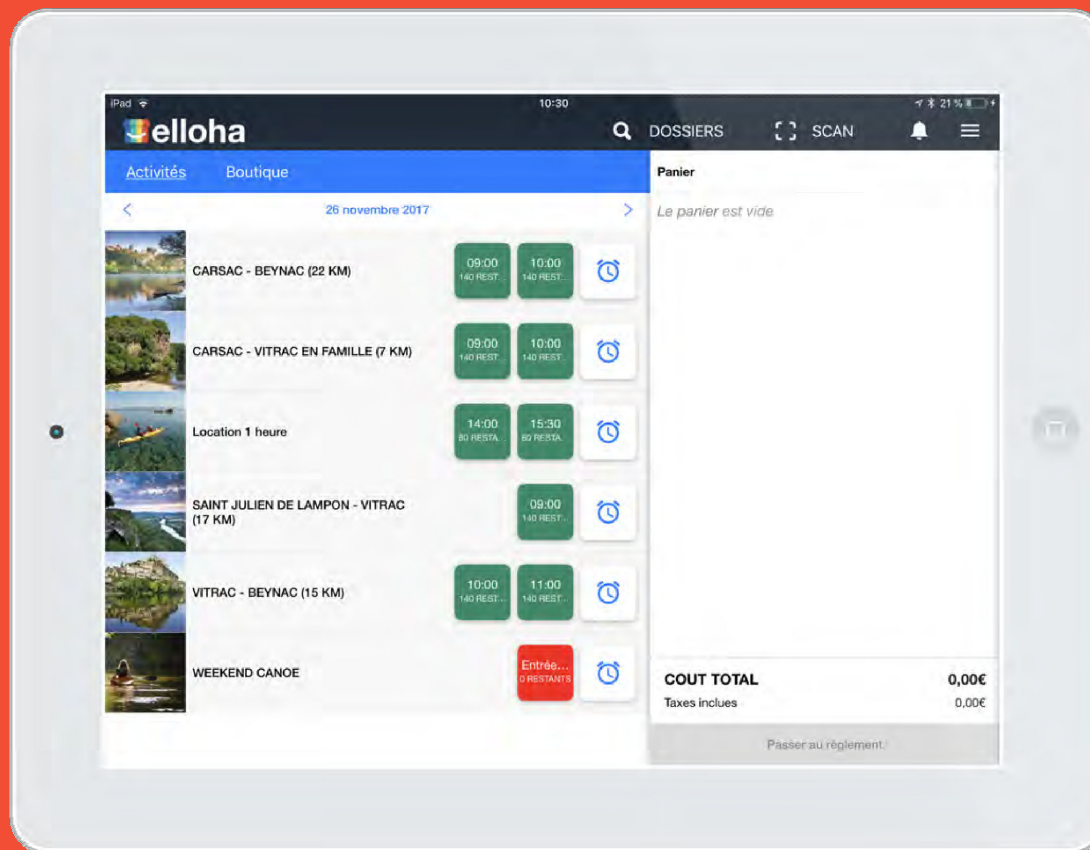 iPad
10:30
21 %
elloha
DOSSIERS
SCAN
Activités
Boutique
Panier
26 novembre 2017
Le panier est vide
CARSAC - BEYNAC (22 KM)
09:00
140 REST...
10:00
140 REST...
CARSAC - VITRAC EN FAMILLE (7 KM)
09:00
140 REST...
10:00
140 REST...
Location 1 heure
14:00
80 RESTA...
15:30
80 RESTA...
SAINT JULIEN DE LAMPON - VITRAC
(17 KM)
09:00
140 REST...
VITRAC - BEYNAC (15 KM)
10:00
140 REST...
11:00
140 REST...
WEEKEND CANOE
Entrée...
0 RESTANTS
COUT TOTAL
0,00€
Taxes inclues
0,00€
Passer au règlement